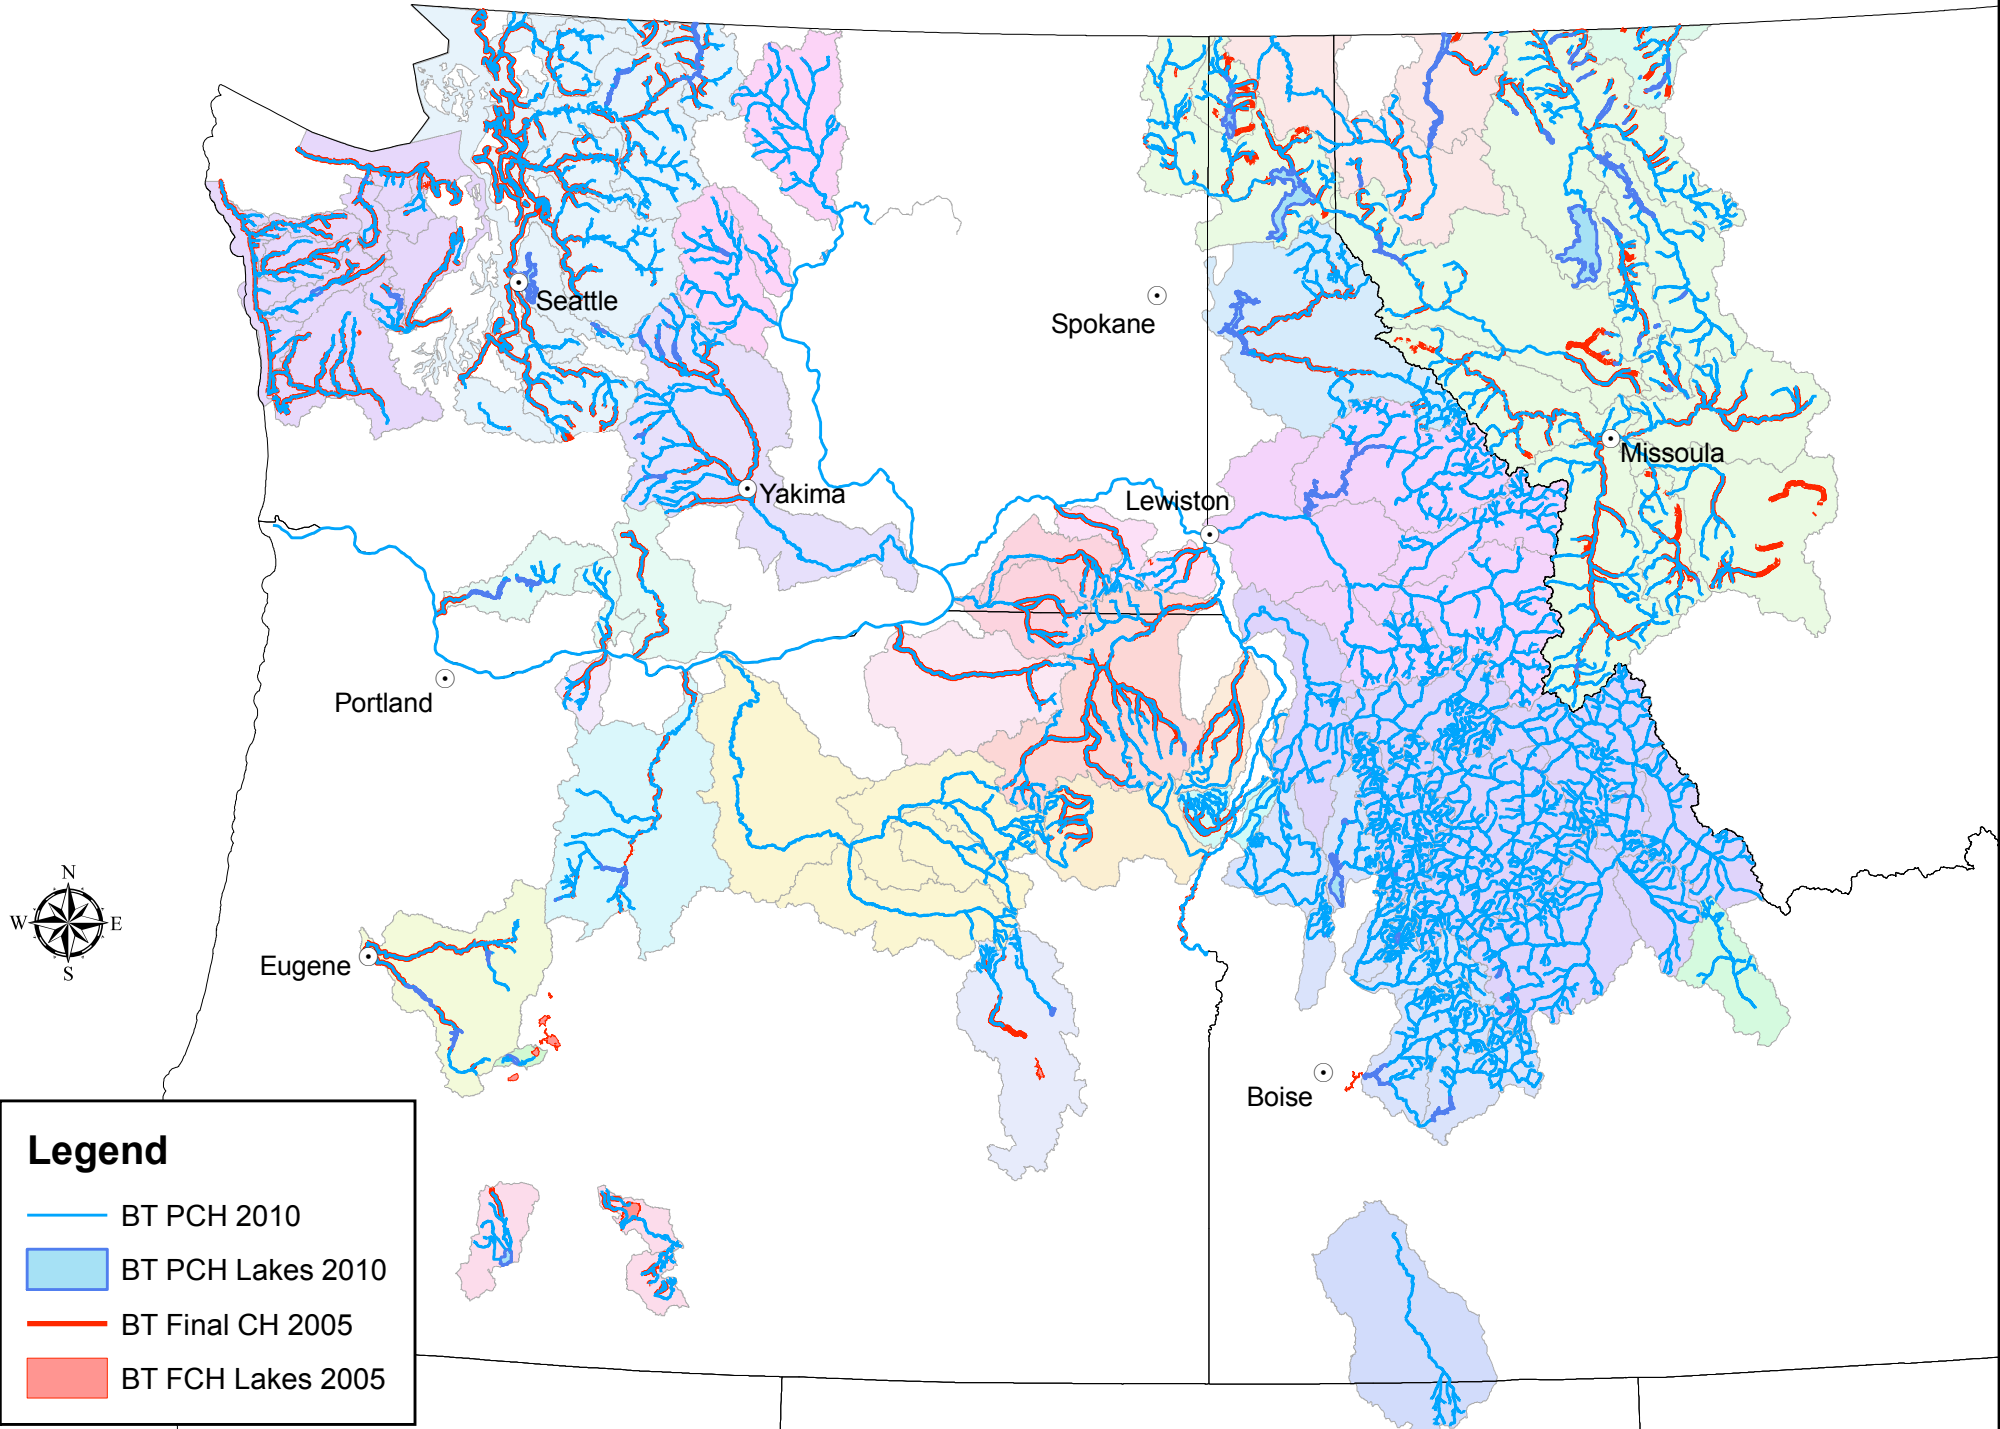 Seattle
Spokane
Missoula
Yakima
Lewiston
Portland
N
W E
S
Eugene
Boise
Legend
BT PCH 2010
BT PCH Lakes 2010
BT Final CH 2005
BT FCH Lakes 2005